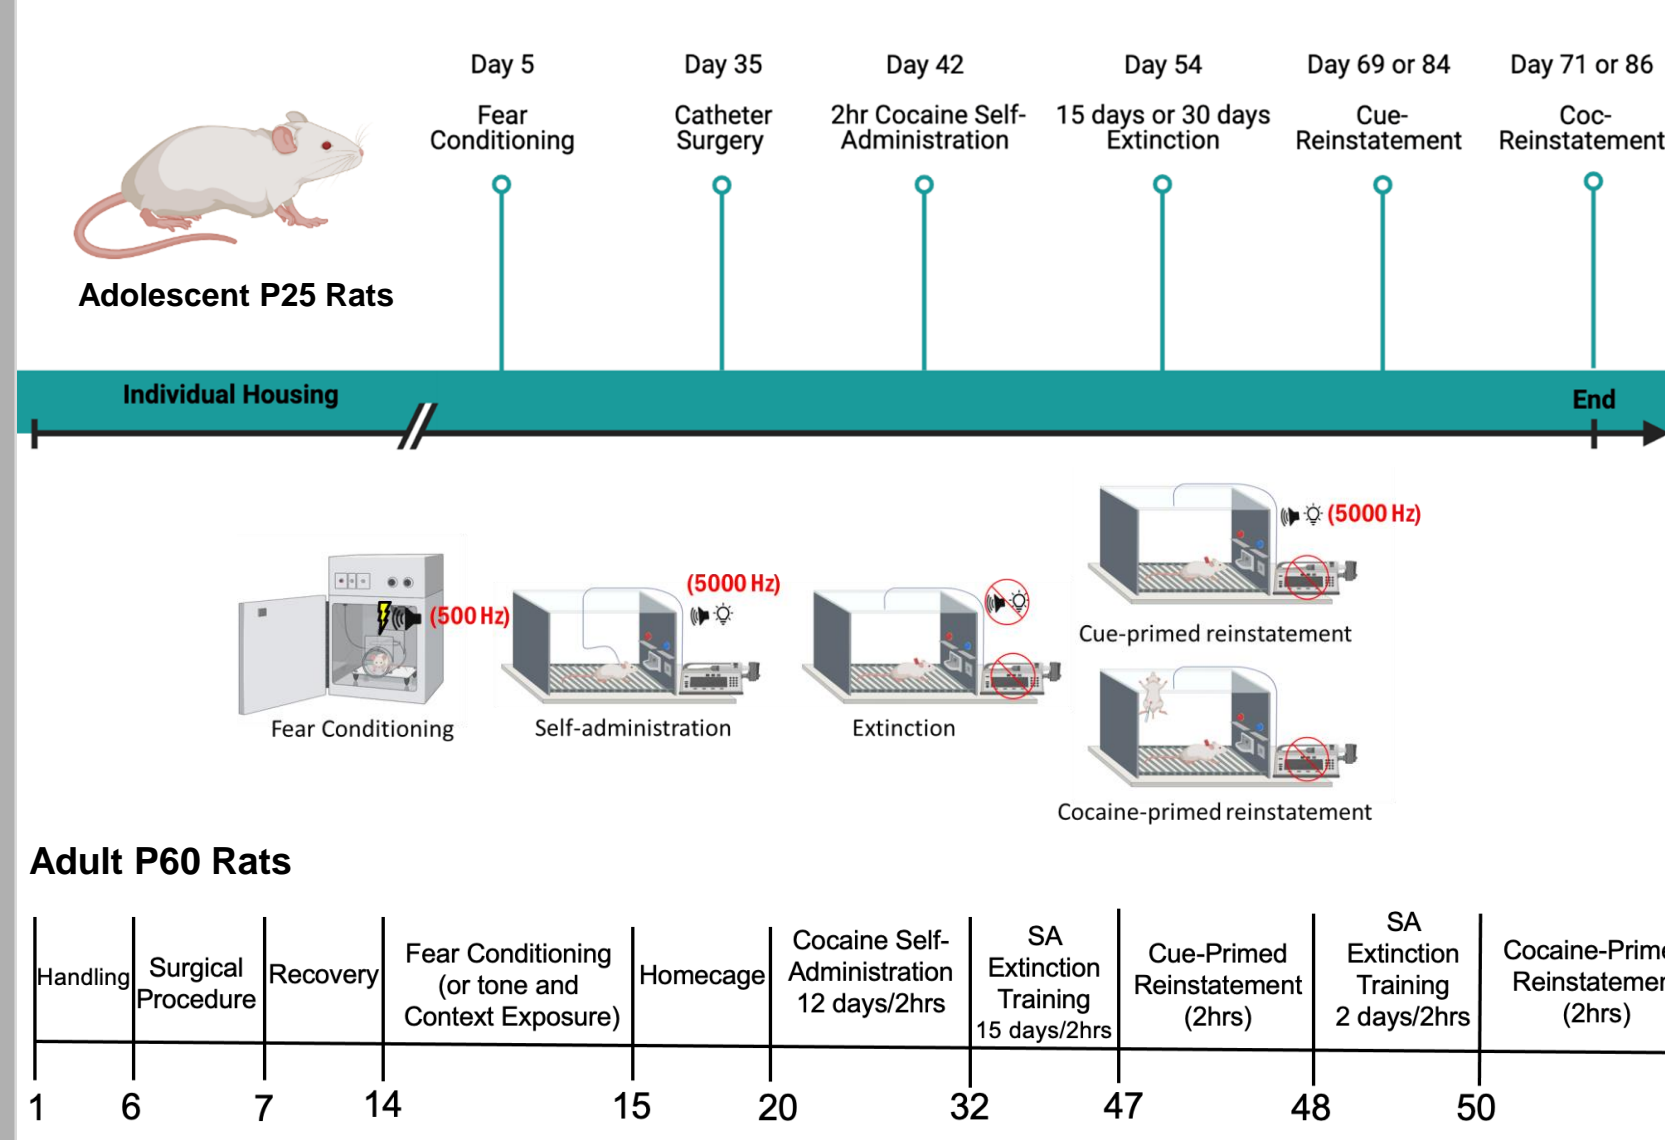 Day 5
Day 35
Day 42
Day 54
Day 69 or 84
Day 71 or 86
Fear
Conditioning
Catheter
Surgery
2hr Cocaine Self-
Administration
15 days or 30 days
Extinction
Cue-
Reinstatement
Coc-
Reinstatement
Adolescent P25 Rats
Individual Housing
End
(500 Hz)
Fear Conditioning
(5000 Hz)
Self-administration
Extinction
(5000 Hz)
Cue-primed reinstatement
Cocaine-primed reinstatement
Adult P60 Rats
Handling
Surgical
Procedure
Recovery
Fear Conditioning
(or tone and
Context Exposure)
Homecage
Cocaine Self-
Administration
12 days/2hrs
SA
Extinction
Training
15 days/2hrs
Cue-Primed
Reinstatement
(2hrs)
SA
Extinction
Training
2 days/2hrs
Cocaine-Prime
Reinstatemer
(2hrs)
1 6 7 14 15 20 32 47 48 50